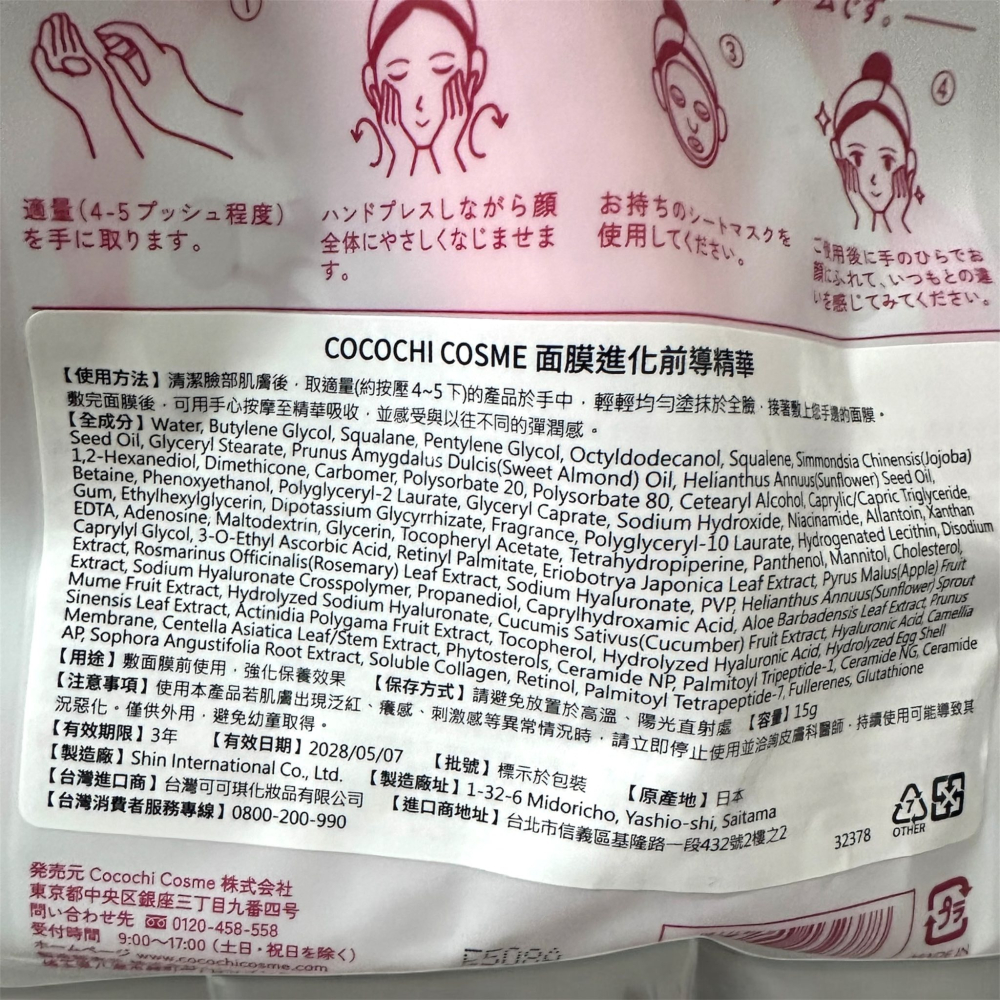 ①
ームです。
③
④
適量(4-5プッシュ程度)
を手に取ります。
ハンドプレスしながら顔
全体にやさしくなじませま
す。
お持ちのシートマスクを
使用してください。
ご使用後に手のひらでお
顔にふれて、いつもとの違
いを感じてみてください。
COCOCHI COSME 面膜進化前導精華
【使用方法】清潔臉部肌膚後，取適量(約按壓4~5下)的產品於手中，輕輕均勻塗抹於全臉，接著敷上您手邊的面膜。
敷完面膜後，可用手心按摩至精華吸收，並感受與以往不同的彈潤感。
【全成分】Water, Butylene Glycol, Squalane, Pentylene Glycol, Octyldodecanol, Squalene, Simmondsia Chinensis(Jojoba)
Seed Oil, Glyceryl Stearate, Prunus Amygdalus Dulcis(Sweet Almond) Oil, Helianthus Annuus(Sunflower) Seed Oil,
1,2-Hexanediol, Dimethicone, Carbomer, Polysorbate 20, Polysorbate 80, Cetearyl Alcohol, Caprylic/Capric Triglyceride,
Betaine, Phenoxyethanol, Polyglyceryl-2 Laurate, Glyceryl Caprate, Sodium Hydroxide, Niacinamide, Allantoin, Xanthan
Gum, Ethylhexylglycerin, Dipotassium Glycyrrhizate, Fragrance, Polyglyceryl-10 Laurate, Hydrogenated Lecithin, Disodium
EDTA, Adenosine, Maltodextrin, Glycerin, Tocopheryl Acetate, Tetrahydropiperine, Panthenol, Mannitol, Cholesterol,
Caprylyl Glycol, 3-O-Ethyl Ascorbic Acid, Retinyl Palmitate, Eriobotrya Japonica Leaf Extract, Pyrus Malus(Apple) Fruit
Extract, Rosmarinus Officinalis(Rosemary) Leaf Extract, Sodium Hyaluronate, PVP, Helianthus Annuus(Sunflower) Sprout
Extract, Sodium Hyaluronate Crosspolymer, Propanediol, Caprylhydroxamic Acid, Aloe Barbadensis Leaf Extract, Prunus
Mume Fruit Extract, Hydrolyzed Sodium Hyaluronate, Cucumis Sativus(Cucumber) Fruit Extract, Hyaluronic Acid, Camellia
Sinensis Leaf Extract, Actinidia Polygama Fruit Extract, Tocopherol, Hydrolyzed Hyaluronic Acid, Hydrolyzed Egg Shell
Membrane, Centella Asiatica Leaf/Stem Extract, Phytosterols, Ceramide NP, Palmitoyl Tripeptide-1, Ceramide NG, Ceramide
AP, Sophora Angustifolia Root Extract, Soluble Collagen, Retinol, Palmitoyl Tetrapeptide-7, Fullerenes, Glutathione
【用途】敷面膜前使用，強化保養效果 【保存方式】請避免放置於高溫、陽光直射處 【容量】15g
【注意事項】使用本產品若肌膚出現泛紅、癢感、刺激感等異常情況時，請立即停止使用並洽詢皮膚科醫師，持續使用可能導致其
況惡化。僅供外用，避免幼童取得。
【有效期限】3年 【有效日期】2028/05/07 【批號】標示於包裝 【原產地】日本
【製造廠】Shin International Co., Ltd. 【製造廠址】1-32-6 Midoricho, Yashio-shi, Saitama
【台灣進口商】台灣可可琪化妝品有限公司 【進口商地址】台北市信義區基隆路一段432號2樓之2
【台灣消費者服務專線】0800-200-990
32378
7
OTHER
発売元 Cocochi Cosme 株式会社
東京都中央区銀座三丁目九番四号
問い合わせ先 0120-458-558
受付時間 9:00〜17:00 (土日・祝日を除く)
ホームページ www.cocochicosme.com
プラ
MADE IN